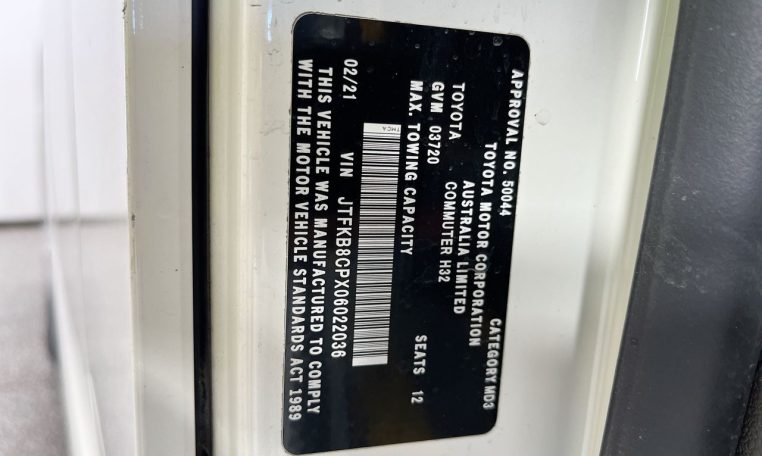 APPROVAL NO. 50044 CATEGORY MD3
TOYOTA MOTOR CORPORATION
AUSTRALIA LIMITED
TOYOTA COMMUTER H32
GVM 03720
MAX. TOWING CAPACITY SEATS 12
TMCA
02/21 VIN JTFKB8CPX06022036
THIS VEHICLE WAS MANUFACTURED TO COMPLY
WITH THE MOTOR VEHICLE STANDARDS ACT 1989